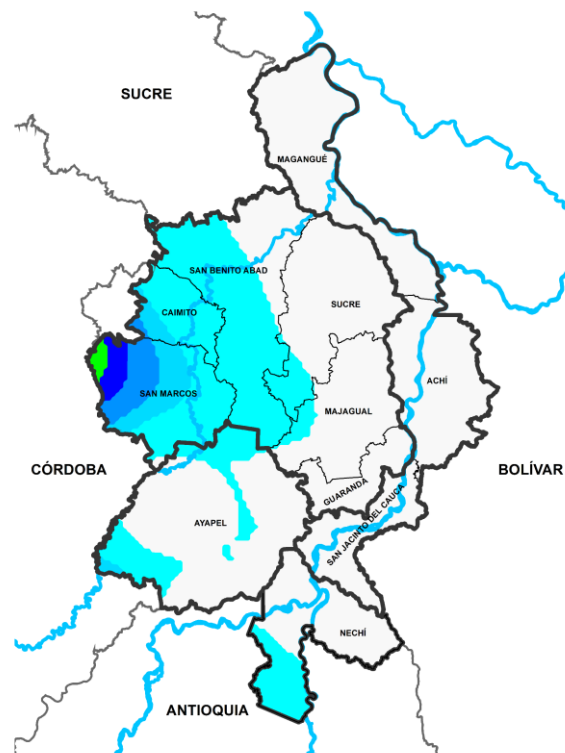 SUCRE
MAGANGUÉ
SAN BENITO ABAD
SUCRE
CAIMITO
ACHÍ
SAN MARCOS
MAJAGUAL
CÓRDOBA
BOLÍVAR
GUARANDA
AYAPEL
SAN JACINTO DEL CAUCA
NECHÍ
ANTIOQUIA